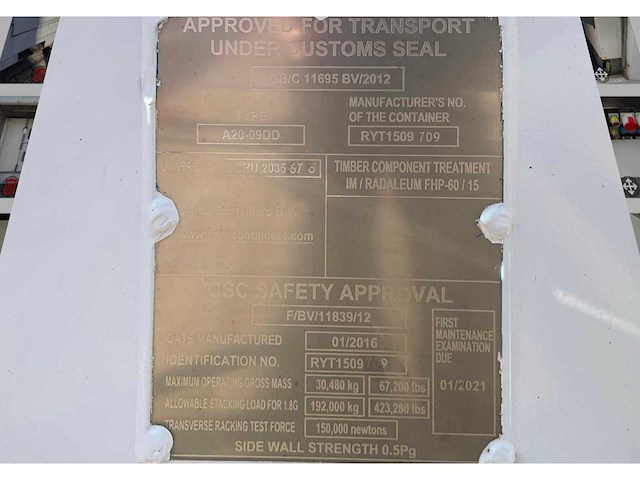 APPROVED FOR TRANSPORT
UNDER CUSTOMS SEAL
GB/C 11695 BV/2012
TYPE
MANUFACTURER'S NO.
OF THE CONTAINER
A20-09DD
RYT1509 709
TIMBER COMPONENT TREATMENT
IM / RADALEUM FHP-60 / 15
2035
Containers B.V.
CSC SAFETY APPROVAL
F/BV/11839/12
DATE MANUFACTURED 01/2016
IDENTIFICATION NO. RYT1509 709
MAXIMUM OPERATING GROSS MASS 30,480 kg 67,200 lbs
ALLOWABLE STACKING LOAD FOR 1.8G 192,000 kg 423,280 lbs
TRANSVERSE RACKING TEST FORCE 150,000 newtons
FIRST
MAINTENANCE
EXAMINATION
DUE
01/2021
SIDE WALL STRENGTH 0.5Pg